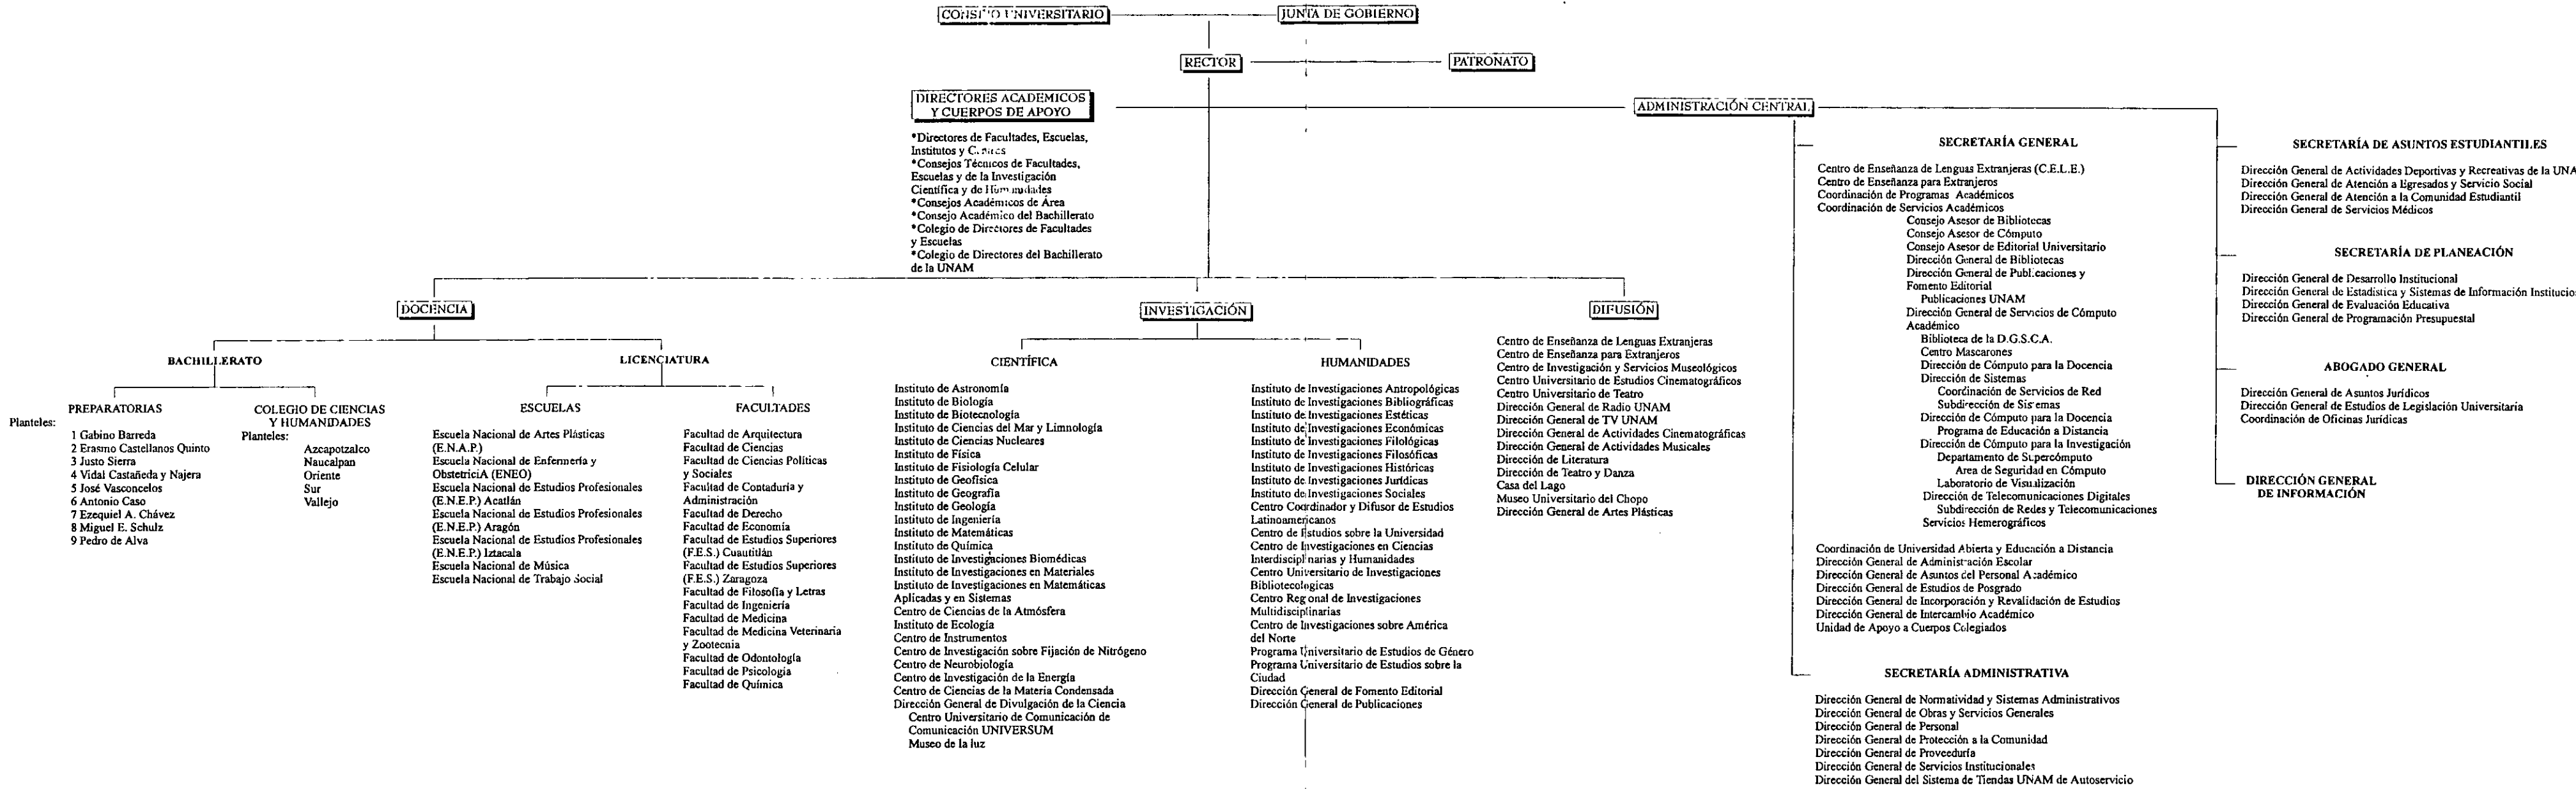 CONSEJO UNIVERSITARIO
JUNTA DE GOBIERNO
RECTOR
PATRONATO
DIRECTORES ACADEMICOS
Y CUERPOS DE APOYO
ADMINISTRACIÓN CENTRAL
*Directores de Facultades, Escuelas,
Institutos y Centros
*Consejos Técnicos de Facultades,
Escuelas y de la Investigación
Científica y de Humanidades
*Consejos Académicos de Área
*Consejo Académico del Bachillerato
*Colegio de Directores de Facultades
y Escuelas
*Colegio de Directores del Bachillerato
de la UNAM
DOCENCIA
BACHILLERATO
PREPARATORIAS
Planteles:
1 Gabino Barreda
2 Erasmo Castellanos Quinto
3 Justo Sierra
4 Vidal Castañeda y Najera
5 José Vasconcelos
6 Antonio Caso
7 Ezequiel A. Chávez
8 Miguel E. Schulz
9 Pedro de Alva
COLEGIO DE CIENCIAS
Y HUMANIDADES
Planteles:
Azcapotzalco
Naucalpan
Oriente
Sur
Vallejo
LICENCIATURA
ESCUELAS
Escuela Nacional de Artes Plásticas
(E.N.A.P.)
Escuela Nacional de Enfermería y
ObstetriciA (ENEO)
Escuela Nacional de Estudios Profesionales
(E.N.E.P.) Acatlán
Escuela Nacional de Estudios Profesionales
(E.N.E.P.) Aragón
Escuela Nacional de Estudios Profesionales
(E.N.E.P.) Iztacala
Escuela Nacional de Música
Escuela Nacional de Trabajo Social
FACULTADES
Facultad de Arquitectura
Facultad de Ciencias
Facultad de Ciencias Políticas
y Sociales
Facultad de Contaduría y
Administración
Facultad de Derecho
Facultad de Economía
Facultad de Estudios Superiores
(F.E.S.) Cuautitlán
Facultad de Estudios Superiores
(F.E.S.) Zaragoza
Facultad de Filosofía y Letras
Facultad de Ingeniería
Facultad de Medicina
Facultad de Medicina Veterinaria
y Zootecnia
Facultad de Odontología
Facultad de Psicología
Facultad de Química
INVESTIGACIÓN
CIENTÍFICA
Instituto de Astronomía
Instituto de Biología
Instituto de Biotecnología
Instituto de Ciencias del Mar y Limnología
Instituto de Ciencias Nucleares
Instituto de Física
Instituto de Fisiología Celular
Instituto de Geofísica
Instituto de Geografía
Instituto de Geología
Instituto de Ingeniería
Instituto de Matemáticas
Instituto de Química
Instituto de Investigaciones Biomédicas
Instituto de Investigaciones en Materiales
Instituto de Investigaciones en Matemáticas
Aplicadas y en Sistemas
Centro de Ciencias de la Atmósfera
Instituto de Ecología
Centro de Instrumentos
Centro de Investigación sobre Fijación de Nitrógeno
Centro de Neurobiología
Centro de Investigación de la Energía
Centro de Ciencias de la Materia Condensada
Dirección General de Divulgación de la Ciencia
Centro Universitario de Comunicación de
Comunicación UNIVERSUM
Museo de la luz
HUMANIDADES
Instituto de Investigaciones Antropológicas
Instituto de Investigaciones Bibliográficas
Instituto de Investigaciones Estéticas
Instituto de Investigaciones Económicas
Instituto de Investigaciones Filológicas
Instituto de Investigaciones Filosóficas
Instituto de Investigaciones Históricas
Instituto de Investigaciones Jurídicas
Instituto de Investigaciones Sociales
Centro Coordinador y Difusor de Estudios
Latinoamericanos
Centro de Estudios sobre la Universidad
Centro de Investigaciones en Ciencias
Interdisciplinarias y Humanidades
Centro Universitario de Investigaciones
Bibliotecologicas
Centro Regional de Investigaciones
Multidisciplinarias
Centro de Investigaciones sobre América
del Norte
Programa Universitario de Estudios de Género
Programa Universitario de Estudios sobre la
Ciudad
Dirección General de Fomento Editorial
Dirección General de Publicaciones
DIFUSIÓN
Centro de Enseñanza de Lenguas Extranjeras
Centro de Enseñanza para Extranjeros
Centro de Investigación y Servicios Museológicos
Centro Universitario de Estudios Cinematográficos
Centro Universitario de Teatro
Dirección General de Radio UNAM
Dirección General de TV UNAM
Dirección General de Actividades Cinematográficas
Dirección General de Actividades Musicales
Dirección de Literatura
Dirección de Teatro y Danza
Casa del Lago
Museo Universitario del Chopo
Dirección General de Artes Plásticas
SECRETARÍA GENERAL
Centro de Enseñanza de Lenguas Extranjeras (C.E.L.E.)
Centro de Enseñanza para Extranjeros
Coordinación de Programas Académicos
Coordinación de Servicios Académicos
Consejo Asesor de Bibliotecas
Consejo Asesor de Cómputo
Consejo Asesor de Editorial Universitario
Dirección General de Bibliotecas
Dirección General de Publicaciones y
Fomento Editorial
Publicaciones UNAM
Dirección General de Servicios de Cómputo
Académico
Biblioteca de la D.G.S.C.A.
Centro Mascarones
Dirección de Cómputo para la Docencia
Dirección de Sistemas
Coordinación de Servicios de Red
Subdirección de Sistemas
Dirección de Cómputo para la Docencia
Programa de Educación a Distancia
Dirección de Cómputo para la Investigación
Departamento de Supercómputo
Area de Seguridad en Cómputo
Laboratorio de Visualización
Dirección de Telecomunicaciones Digitales
Subdirección de Redes y Telecomunicaciones
Servicios Hemerográficos
Coordinación de Universidad Abierta y Educación a Distancia
Dirección General de Administración Escolar
Dirección General de Asuntos del Personal Académico
Dirección General de Estudios de Posgrado
Dirección General de Incorporación y Revalidación de Estudios
Dirección General de Intercambio Académico
Unidad de Apoyo a Cuerpos Colegiados
SECRETARÍA ADMINISTRATIVA
Dirección General de Normatividad y Sistemas Administrativos
Dirección General de Obras y Servicios Generales
Dirección General de Personal
Dirección General de Protección a la Comunidad
Dirección General de Proveeduría
Dirección General de Servicios Institucionales
Dirección General del Sistema de Tiendas UNAM de Autoservicio
SECRETARÍA DE ASUNTOS ESTUDIANTILES
Dirección General de Actividades Deportivas y Recreativas de la UNA
Dirección General de Atención a Egresados y Servicio Social
Dirección General de Atención a la Comunidad Estudiantil
Dirección General de Servicios Médicos
SECRETARÍA DE PLANEACIÓN
Dirección General de Desarrollo Institucional
Dirección General de Estadística y Sistemas de Información Institucio
Dirección General de Evaluación Educativa
Dirección General de Programación Presupuestal
ABOGADO GENERAL
Dirección General de Asuntos Jurídicos
Dirección General de Estudios de Legislación Universitaria
Coordinación de Oficinas Jurídicas
DIRECCIÓN GENERAL
DE INFORMACIÓN